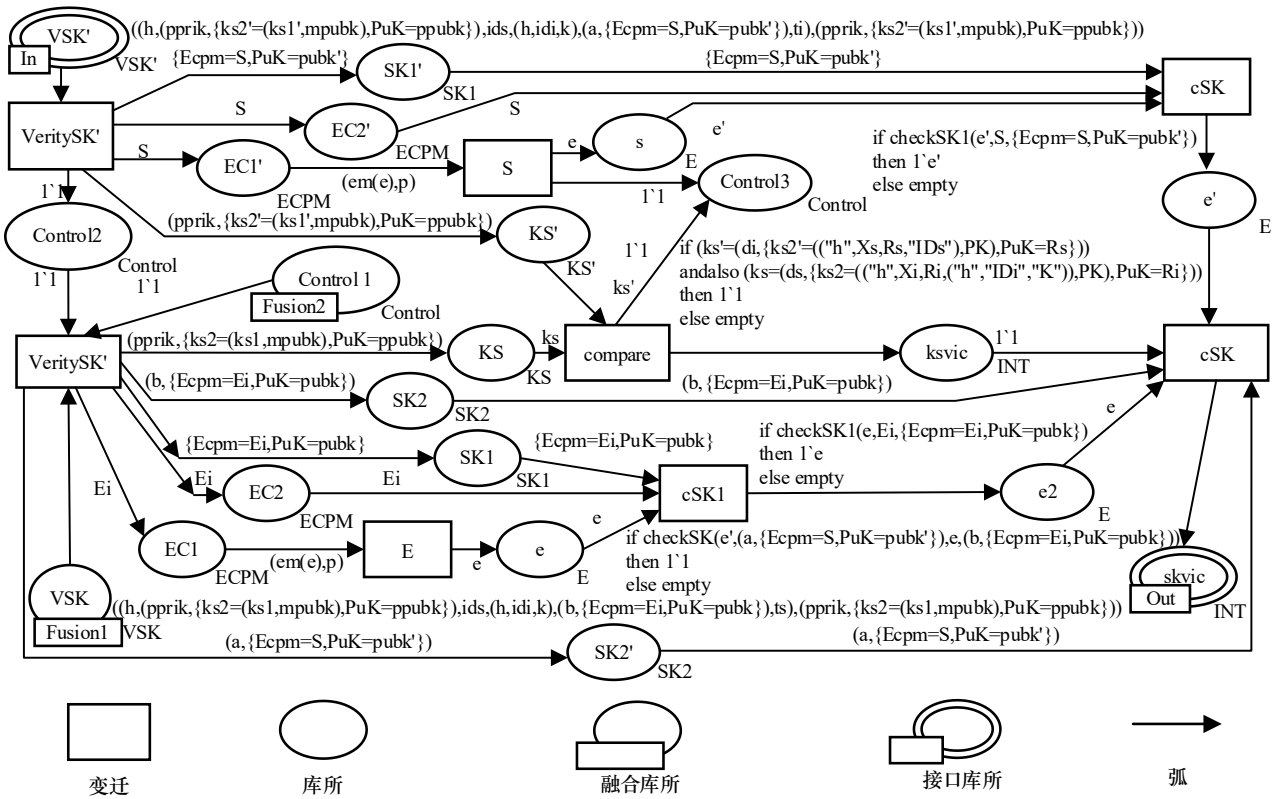 VSK'
((h,(pprik,{ks2'=(ks1',mpubk),PuK=ppubk}),ids,(h,idi,k),(a,{Ecpm=S,PuK=pubk'}),ti),(pprik,{ks2'=(ks1',mpubk),PuK=ppubk}))
In
VSK'
{Ecpm=S,PuK=pubk'}
SK1'
SK1
{Ecpm=S,PuK=pubk'}
cSK
VeritySK'
S
EC2'
ECPM
S
S
EC1'
ECPM
(em(e),p)
S
e
s
E
e'
if checkSK1(e',S,{Ecpm=S,PuK=pubk'})
then 1`e'
else empty
1`1
1`1
Control3
Control
e'
E
(pprik,{ks2'=(ks1',mpubk),PuK=ppubk})
KS'
KS'
Control2
Control
1`1
1`1
Control 1
Fusion2
Control
1`1
ks'
if (ks'=(di,{ks2'=(("h",Xs,Rs,"IDs"),PK),PuK=Rs}))
andalso (ks=(ds,{ks2=(("h",Xi,Ri,("h","IDi","K")),PK),PuK=Ri}))
then 1`1
else empty
VeritySK'
(pprik,{ks2=(ks1,mpubk),PuK=ppubk})
KS
KS
ks
compare
ksvic
INT
1`1
cSK
(b,{Ecpm=Ei,PuK=pubk})
SK2
SK2
(b,{Ecpm=Ei,PuK=pubk})
{Ecpm=Ei,PuK=pubk}
SK1
SK1
{Ecpm=Ei,PuK=pubk}
if checkSK1(e,Ei,{Ecpm=Ei,PuK=pubk})
then 1`e
else empty
e
Ei
Ei
EC2
ECPM
Ei
cSK1
e2
E
EC1
ECPM
(em(e),p)
E
e
e
E
e
if checkSK(e',(a,{Ecpm=S,PuK=pubk'}),e,(b,{Ecpm=Ei,PuK=pubk}))
then 1`1
else empty
skvic
Out
INT
VSK
Fusion1
VSK
((h,(pprik,{ks2=(ks1,mpubk),PuK=ppubk}),ids,(h,idi,k),(b,{Ecpm=Ei,PuK=pubk}),ts),(pprik,{ks2=(ks1,mpubk),PuK=ppubk}))
(a,{Ecpm=S,PuK=pubk'})
SK2'
SK2
(a,{Ecpm=S,PuK=pubk'})
变迁
库所
融合库所
接口库所
弧